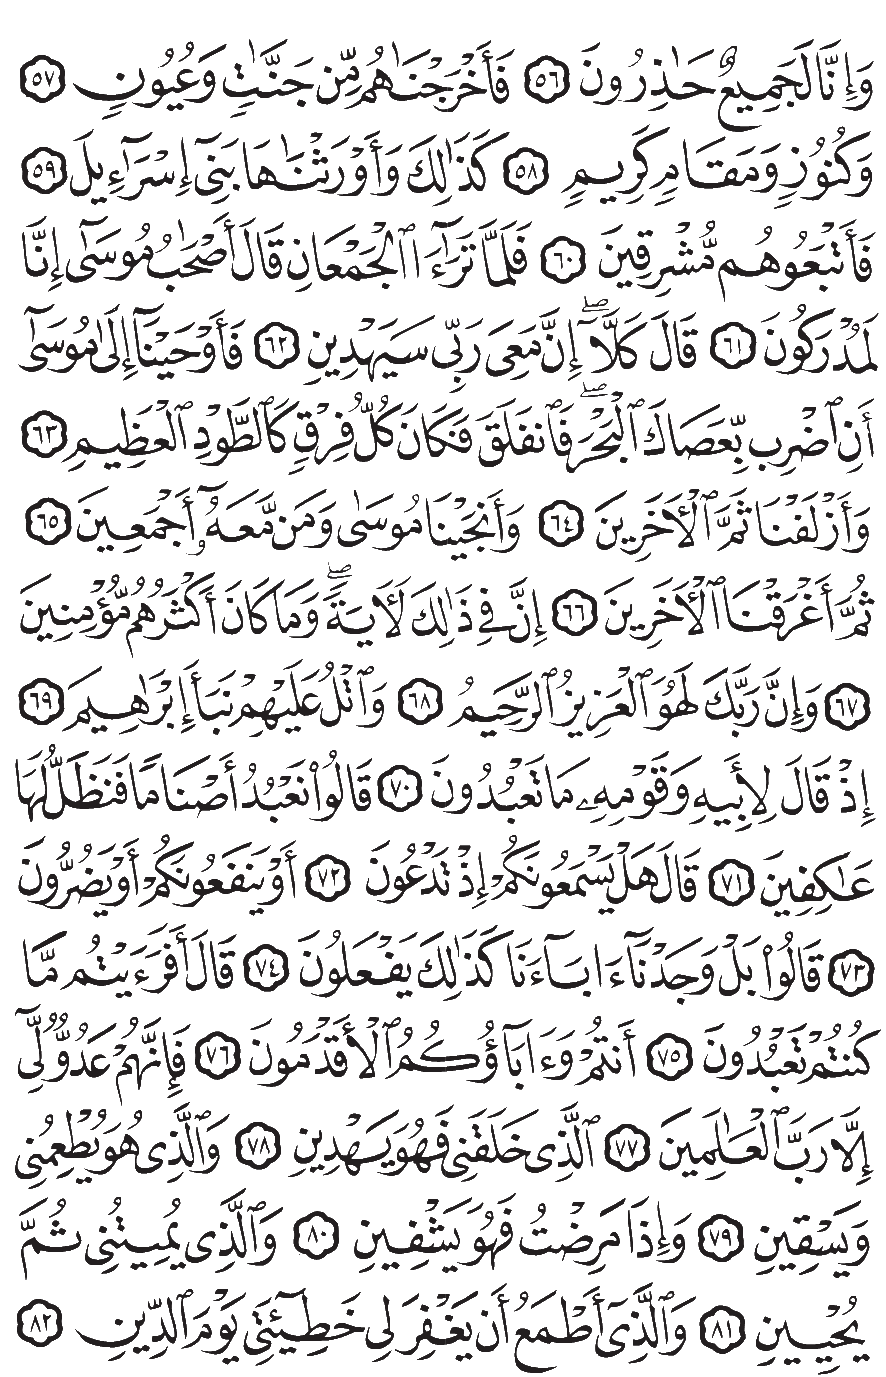 وَإِنَّا لَجَمِيعٌ حَٰذِرُونَ ٥٦ فَأَخْرَجْنَٰهُم مِّن جَنَّٰتٍ وَعُيُونٍ ٥٧
وَكُنُوزٍ وَمَقَامٍ كَرِيمٍ ٥٨ كَذَٰلِكَ وَأَوْرَثْنَٰهَا بَنِىٓ إِسْرَٰٓءِيلَ ٥٩
فَأَتْبَعُوهُم مُّشْرِقِينَ ٦٠ فَلَمَّا تَرَٰٓءَا ٱلْجَمْعَانِ قَالَ أَصْحَٰبُ مُوسَىٰٓ إِنَّا
لَمُدْرَكُونَ ٦١ قَالَ كَلَّآ ۖ إِنَّ مَعِىَ رَبِّى سَيَهْدِينِ ٦٢ فَأَوْحَيْنَآ إِلَىٰ مُوسَىٰٓ
أَنِ ٱضْرِب بِّعَصَاكَ ٱلْبَحْرَ ۖ فَٱنفَلَقَ فَكَانَ كُلُّ فِرْقٍ كَٱلطَّوْدِ ٱلْعَظِيمِ ٦٣
وَأَزْلَفْنَا ثَمَّ ٱلْءَاخَرِينَ ٦٤ وَأَنجَيْنَا مُوسَىٰ وَمَن مَّعَهُۥٓ أَجْمَعِينَ ٦٥
ثُمَّ أَغْرَقْنَا ٱلْءَاخَرِينَ ٦٦ إِنَّ فِى ذَٰلِكَ لَءَايَةً ۖ وَمَا كَانَ أَكْثَرُهُم مُّؤْمِنِينَ
٦٧ وَإِنَّ رَبَّكَ لَهُوَ ٱلْعَزِيزُ ٱلرَّحِيمُ ٦٨ وَٱتْلُ عَلَيْهِمْ نَبَأَ إِبْرَٰهِيمَ ٦٩
إِذْ قَالَ لِأَبِيهِ وَقَوْمِهِۦ مَا تَعْبُدُونَ ٧٠ قَالُوا۟ نَعْبُدُ أَصْنَامًا فَنَظَلُّ لَهَا
عَٰكِفِينَ ٧١ قَالَ هَلْ يَسْمَعُونَكُمْ إِذْ تَدْعُونَ ٧٢ أَوْ يَنفَعُونَكُمْ أَوْ يَضُرُّونَ
٧٣ قَالُوا۟ بَلْ وَجَدْنَآ ءَابَآءَنَا كَذَٰلِكَ يَفْعَلُونَ ٧٤ قَالَ أَفَرَءَيْتُم مَّا
كُنتُمْ تَعْبُدُونَ ٧٥ أَنتُمْ وَءَابَآؤُكُمُ ٱلْأَقْدَمُونَ ٧٦ فَإِنَّهُمْ عَدُوٌّ لِّىٓ
إِلَّا رَبَّ ٱلْعَٰلَمِينَ ٧٧ ٱلَّذِى خَلَقَنِى فَهُوَ يَهْدِينِ ٧٨ وَٱلَّذِى هُوَ يُطْعِمُنِى
وَيَسْقِينِ ٧٩ وَإِذَا مَرِضْتُ فَهُوَ يَشْفِينِ ٨٠ وَٱلَّذِى يُمِيتُنِى ثُمَّ
يُحْيِينِ ٨١ وَٱلَّذِىٓ أَطْمَعُ أَن يَغْفِرَ لِى خَطِيٓـَٔتِى يَوْمَ ٱلدِّينِ ٨٢